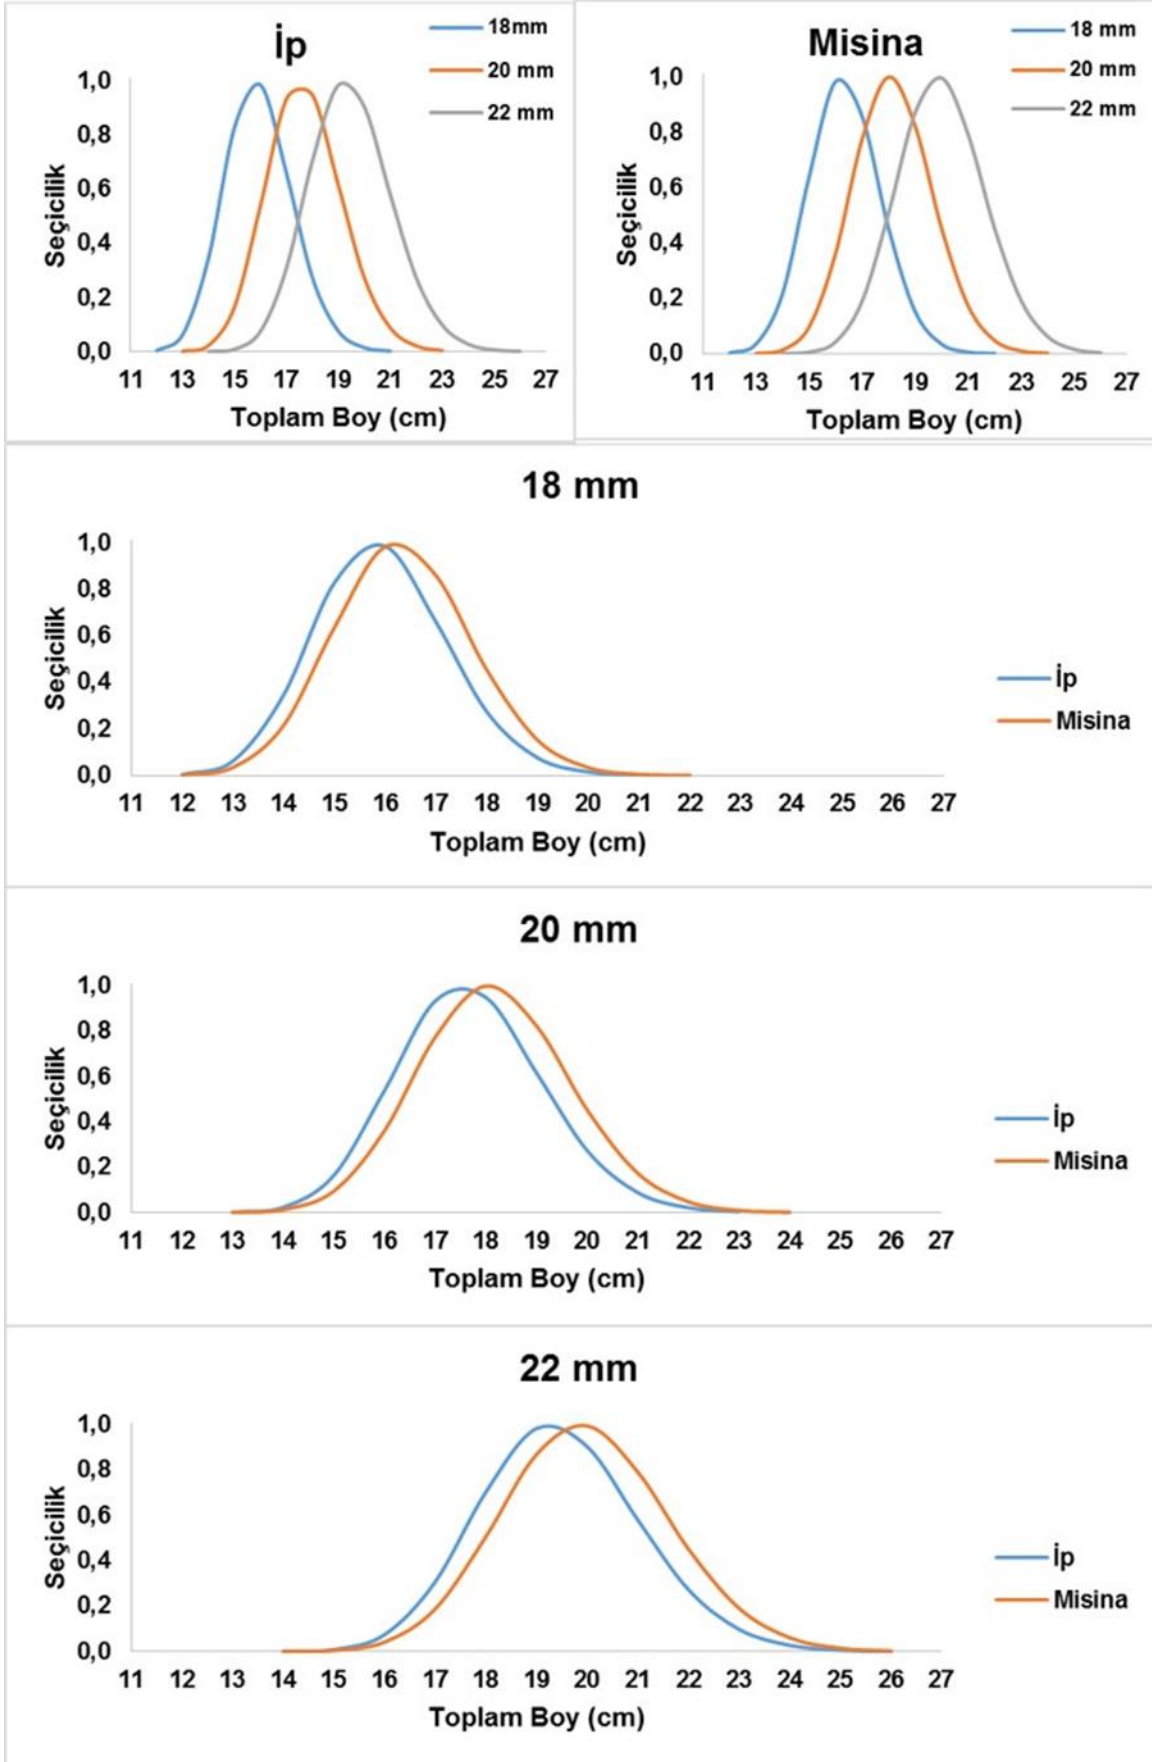 İp
18mm
20 mm
22 mm
1,0
0,8
0,6
0,4
0,2
0,0
Seçicilik
11 13 15 17 19 21 23 25 27
Toplam Boy (cm)
Misina
18 mm
20 mm
22 mm
1,0
0,8
0,6
0,4
0,2
0,0
Seçicilik
11 13 15 17 19 21 23 25 27
Toplam Boy (cm)
18 mm
1,0
0,8
0,6
0,4
0,2
0,0
Seçicilik
11 12 13 14 15 16 17 18 19 20 21 22 23 24 25 26 27
Toplam Boy (cm)
İp
Misina
20 mm
1,0
0,8
0,6
0,4
0,2
0,0
Seçicilik
11 12 13 14 15 16 17 18 19 20 21 22 23 24 25 26 27
Toplam Boy (cm)
İp
Misina
22 mm
1,0
0,8
0,6
0,4
0,2
0,0
Seçicilik
11 12 13 14 15 16 17 18 19 20 21 22 23 24 25 26 27
Toplam Boy (cm)
İp
Misina